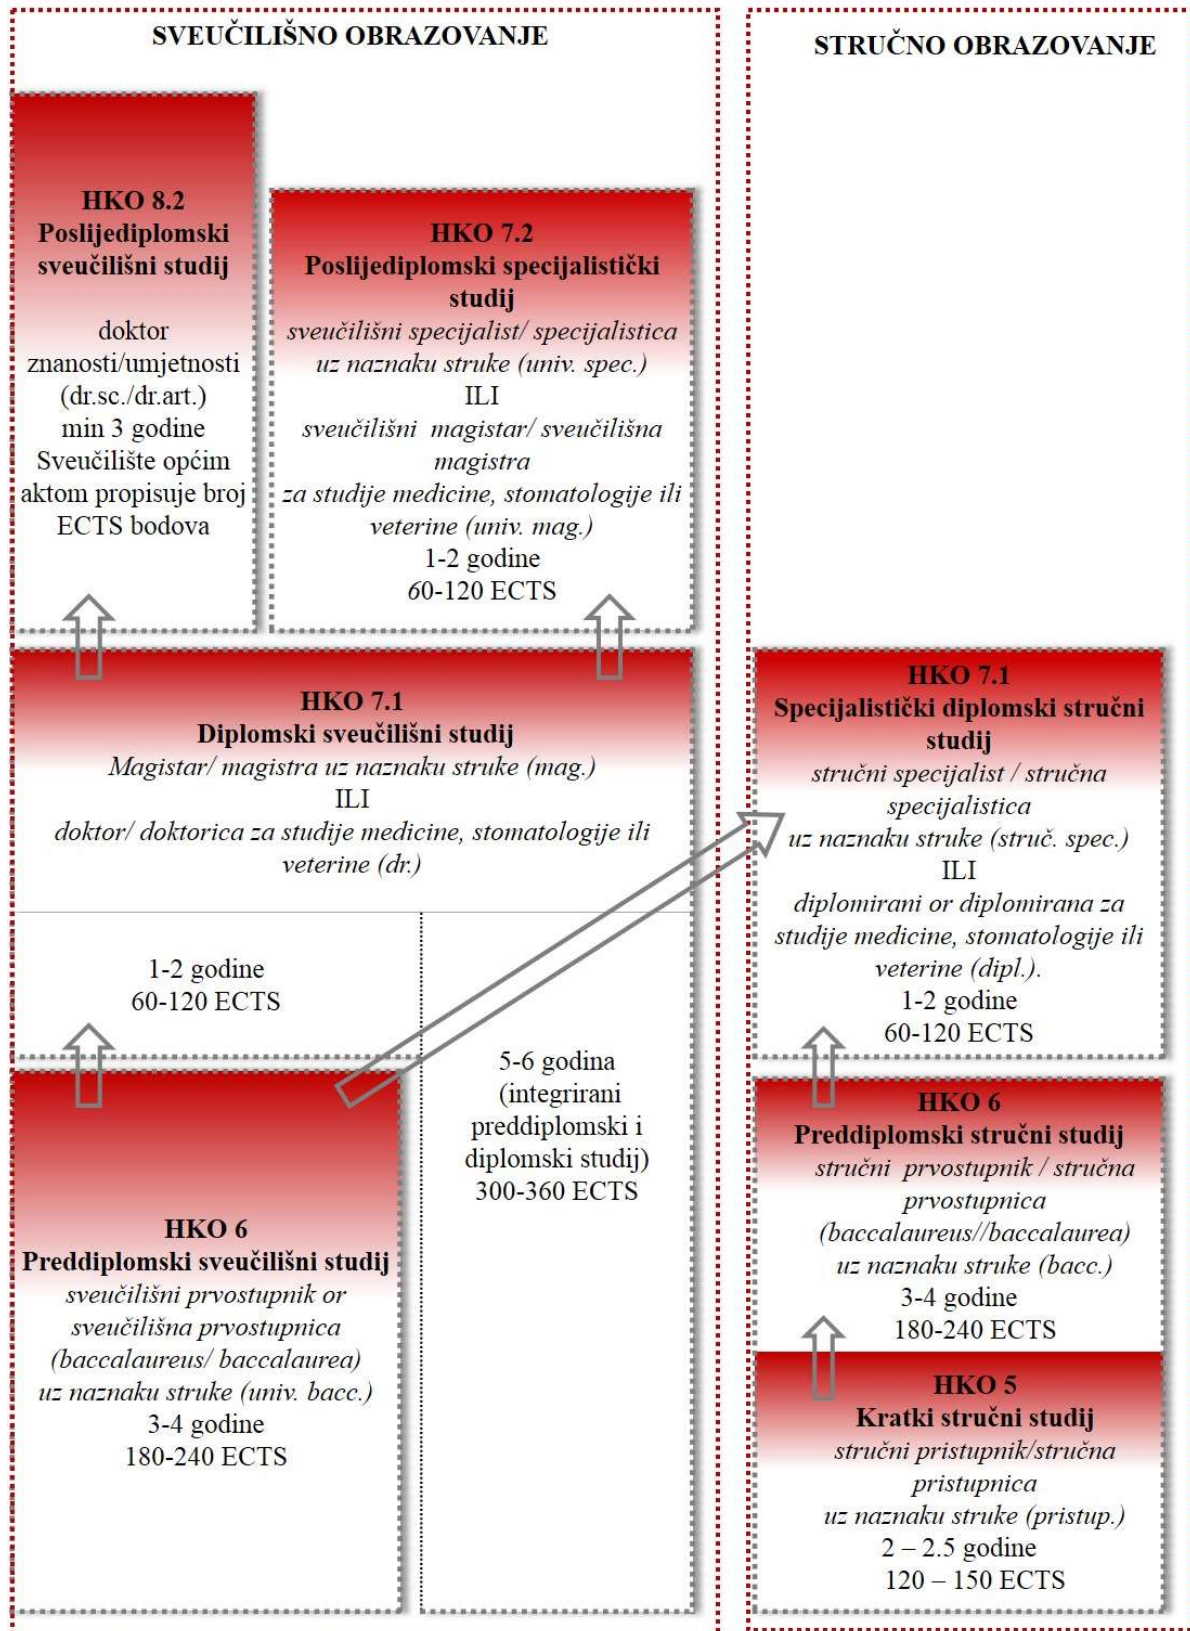 SVEUČILIŠNO OBRAZOVANJE
HKO 8.2
Poslijediplomski
sveučilišni studij
doktor
znanosti/umjetnosti
(dr.sc./dr.art.)
min 3 godine
Sveučilište općim
aktom propisuje broj
ECTS bodova
HKO 7.2
Poslijediplomski specijalistički
studij
sveučilišni specijalist/ specijalistica
uz naznaku struke (univ. spec.)
ILI
sveučilišni magistar/ sveučilišna
magistra
za studije medicine, stomatologije ili
veterine (univ. mag.)
1-2 godine
60-120 ECTS
HKO 7.1
Diplomski sveučilišni studij
Magistar/ magistra uz naznaku struke (mag.)
ILI
doktor/ doktorica za studije medicine, stomatologije ili
veterine (dr.)
1-2 godine
60-120 ECTS
5-6 godina
(integrirani
preddiplomski i
diplomski studij)
300-360 ECTS
HKO 6
Preddiplomski sveučilišni studij
sveučilišni prvostupnik or
sveučilišna prvostupnica
(baccalaureus/ baccalaurea)
uz naznaku struke (univ. bacc.)
3-4 godine
180-240 ECTS
STRUČNO OBRAZOVANJE
HKO 7.1
Specijalistički diplomski stručni
studij
stručni specijalist / stručna
specijalistica
uz naznaku struke (struč. spec.)
ILI
diplomirani or diplomirana za
studije medicine, stomatologije ili
veterine (dipl.).
1-2 godine
60-120 ECTS
HKO 6
Preddiplomski stručni studij
stručni prvostupnik / stručna
prvostupnica
(baccalaureus//baccalaurea)
uz naznaku struke (bacc.)
3-4 godine
180-240 ECTS
HKO 5
Kratki stručni studij
stručni pristupnik/stručna
pristupnica
uz naznaku struke (pristup.)
2 – 2.5 godine
120 – 150 ECTS